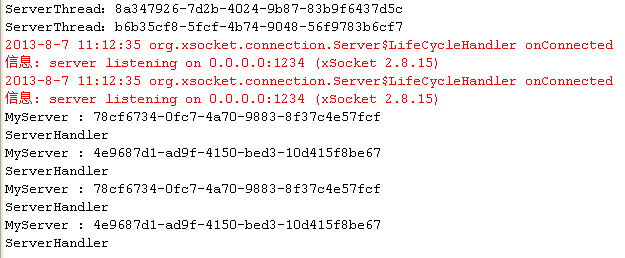 ServerThread: 8a347926-7d2b-4024-9b87-83b9f6437d5c
ServerThread: b6b35cf8-5fcf-4b74-9048-56f9783b6cf7
2013-8-7 11:12:35 org.xsocket.connection.Server$LifeCycleHandler onConnected
信息: server listening on 0.0.0.0:1234 (xSocket 2.8.15)
2013-8-7 11:12:35 org.xsocket.connection.Server$LifeCycleHandler onConnected
信息: server listening on 0.0.0.0:1234 (xSocket 2.8.15)
MyServer : 78cf6734-0fc7-4a70-9883-8f37c4e57fcf
ServerHandler
MyServer : 4e9687d1-ad9f-4150-bed3-10d415f8be67
ServerHandler
MyServer : 78cf6734-0fc7-4a70-9883-8f37c4e57fcf
ServerHandler
MyServer : 4e9687d1-ad9f-4150-bed3-10d415f8be67
ServerHandler